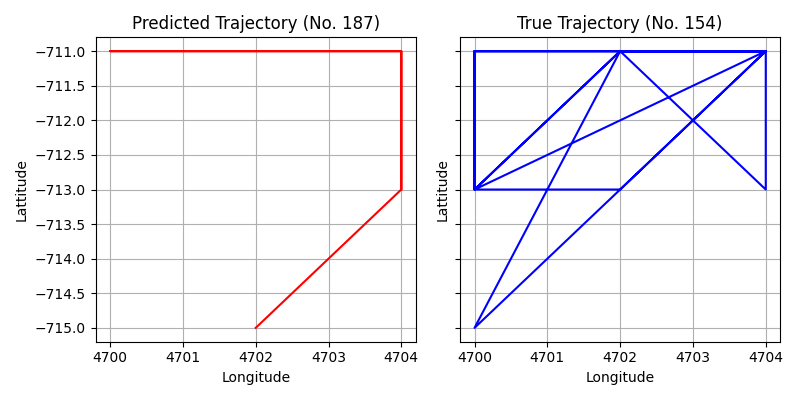 Predicted Trajectory (No. 187)
Lattitude
−711.0
−711.5
−712.0
−712.5
−713.0
−713.5
−714.0
−714.5
−715.0
4700 4701 4702 4703 4704
Longitude
True Trajectory (No. 154)
Lattitude
4700 4701 4702 4703 4704
Longitude